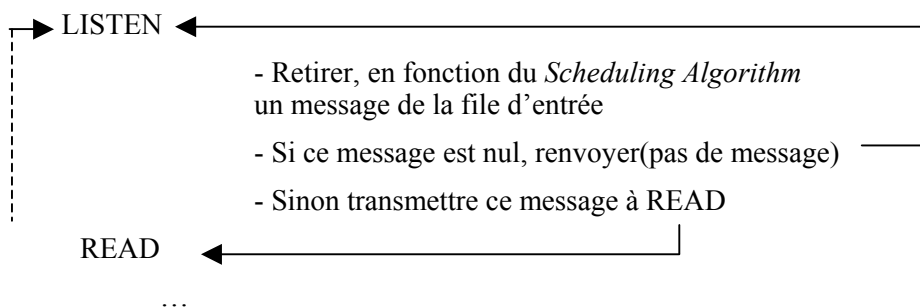 LISTEN
- Retirer, en fonction du Scheduling Algorithm
un message de la file d’entrée
- Si ce message est nul, renvoyer(pas de message)
- Sinon transmettre ce message à READ
READ
…